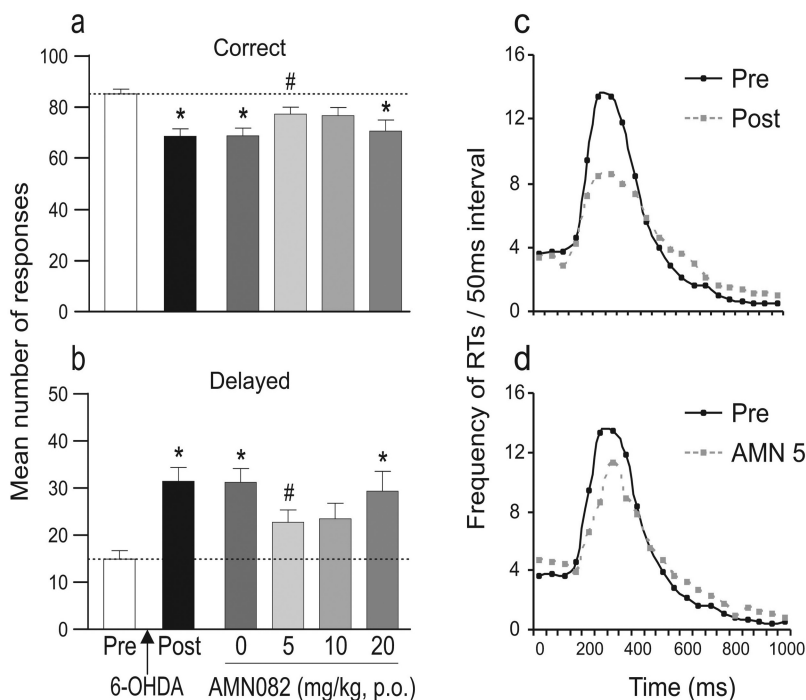 a
Correct
Mean number of responses
100
80
60
40
20
0
* * # *
b
Delayed
50
40
30
20
10
0
* * # *
Pre Post 0 5 10 20
6-OHDA AMN082 (mg/kg, p.o.)
c
Frequency of RTs / 50ms interval
16
12
8
4
0
Pre
Post
d
16
12
8
4
0
Pre
AMN 5
0 200 400 600 800 1000
Time (ms)